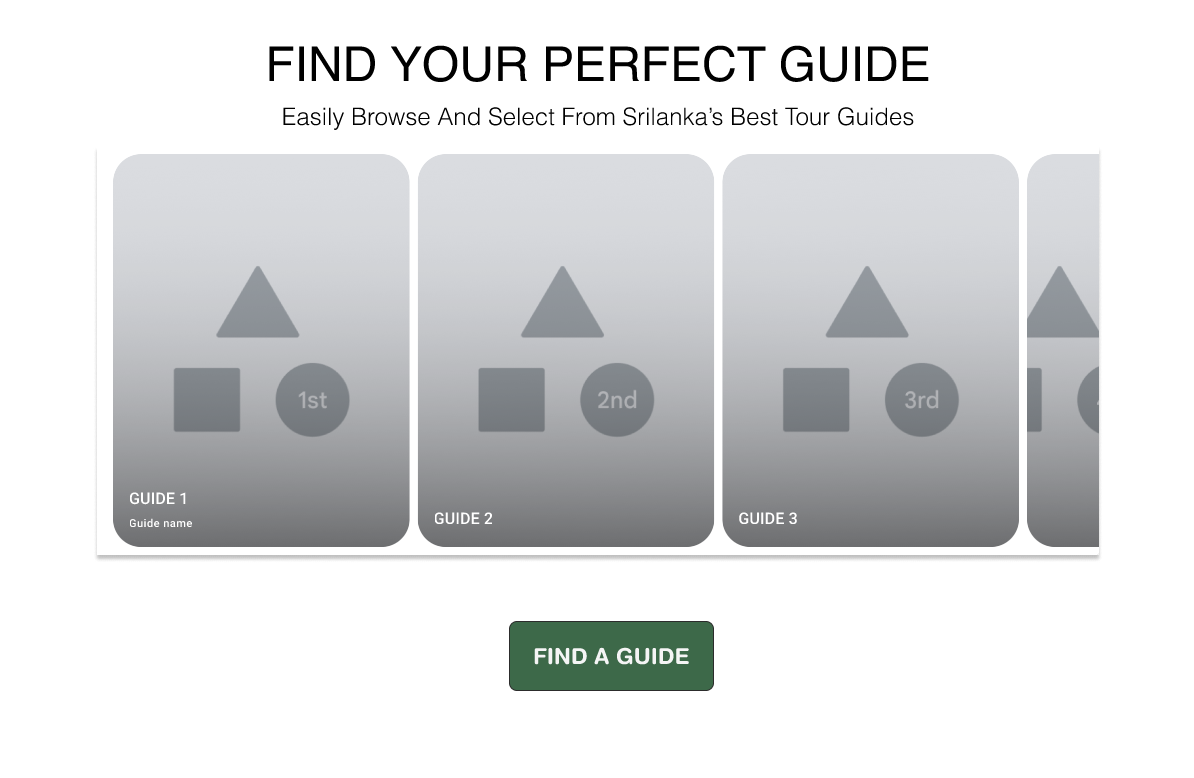 FIND YOUR PERFECT GUIDE
Easily Browse And Select From Srilanka’s Best Tour Guides
1st
2nd
3rd
GUIDE 1
Guide name
GUIDE 2
GUIDE 3
FIND A GUIDE